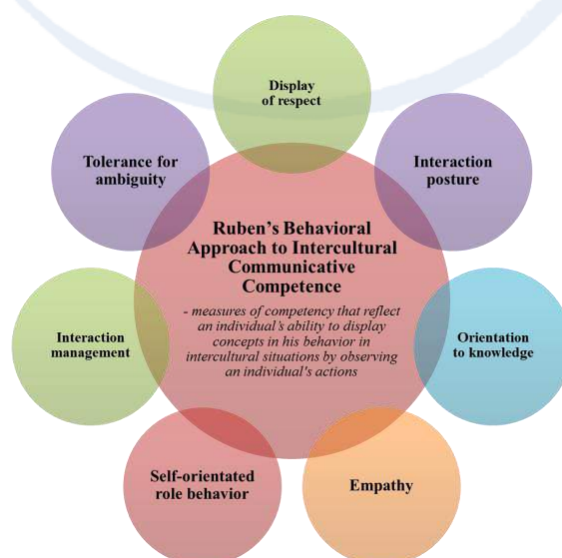 Display
of respect
Tolerance for
ambiguity
Interaction
posture
Ruben’s Behavioral
Approach to Intercultural
Communicative
Competence
- measures of competency that reflect
an individual’s ability to display
concepts in his behavior in
intercultural situations by observing
an individual's actions
Interaction
management
Orientation
to knowledge
Self-orientated
role behavior
Empathy